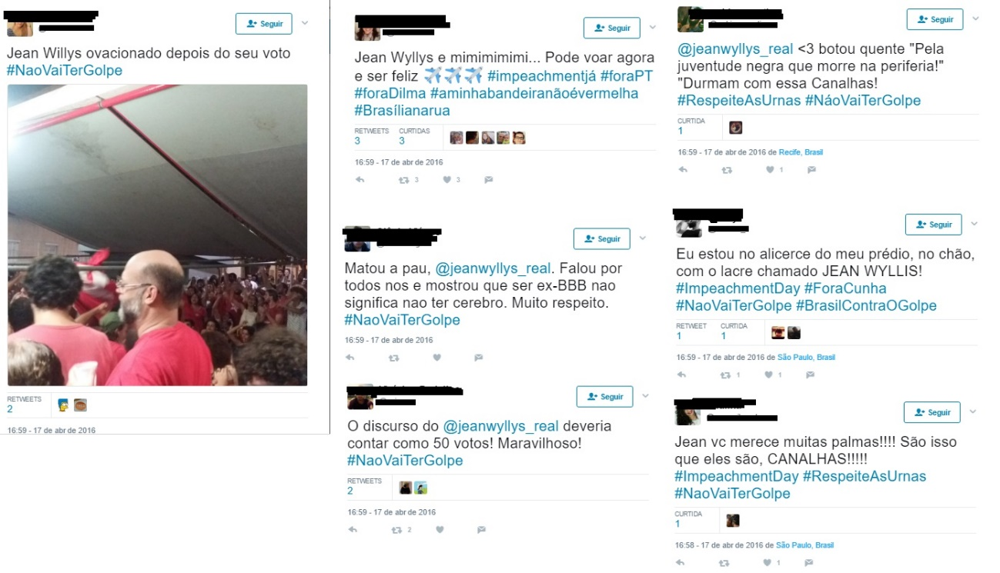 Seguir
Jean Willys ovacionado depois do seu voto
#NaoVaiTerGolpe
RETWEETS
2
16:59 - 17 de abr de 2016
Seguir
Jean Wyllys e mimimimimi... Pode voar agora
e ser feliz ✈✈✈ #impeachmentjá #foraPT
#foraDilma #aminhabandeiranãoévermelha
#Brasílianarua
RETWEETS CURTIDAS
3 3
16:59 - 17 de abr de 2016
3 3
Seguir
Matou a pau, @jeanwyllys_real. Falou por
todos nos e mostrou que ser ex-BBB nao
significa nao ter cerebro. Muito respeito.
#NaoVaiTerGolpe
16:59 - 17 de abr de 2016
Seguir
O discurso do @jeanwyllys_real deveria
contar como 50 votos! Maravilhoso!
#NaoVaiTerGolpe
RETWEETS
2
16:59 - 17 de abr de 2016
2
Seguir
@jeanwyllys_real <3 botou quente "Pela
juventude negra que morre na periferia!"
"Durmam com essa Canalhas!
#RespeiteAsUrnas #NáoVaiTerGolpe
CURTIDA
1
16:59 - 17 de abr de 2016 de Recife, Brasil
1
Seguir
Eu estou no alicerce do meu prédio, no chão,
com o lacre chamado JEAN WYLLIS!
#ImpeachmentDay #ForaCunha
#NaoVaiTerGolpe #BrasilContraOGolpe
RETWEET CURTIDA
1 1
16:59 - 17 de abr de 2016 de São Paulo, Brasil
1 1
Seguir
Jean vc merece muitas palmas!!!! São isso
que eles são, CANALHAS!!!!!
#ImpeachmentDay #RespeiteAsUrnas
#NaoVaiTerGolpe
CURTIDA
1
16:58 - 17 de abr de 2016 de São Paulo, Brasil
1